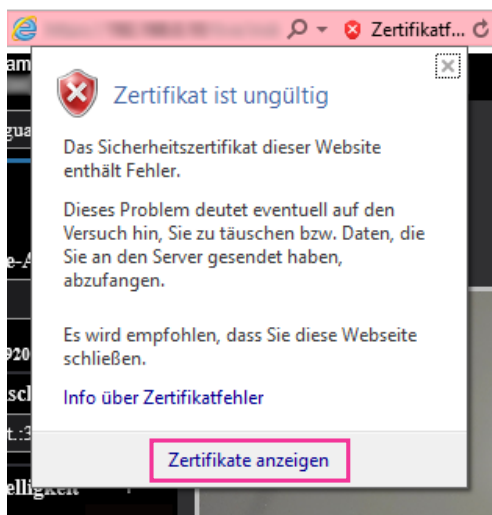 Zertifikatf...
Zertifikat ist ungültig
Das Sicherheitszertifikat dieser Website
enthält Fehler.
Dieses Problem deutet eventuell auf den
Versuch hin, Sie zu täuschen bzw. Daten, die
Sie an den Server gesendet haben,
abzufangen.
Es wird empfohlen, dass Sie diese Webseite
schließen.
Info über Zertifikatfehler
Zertifikate anzeigen